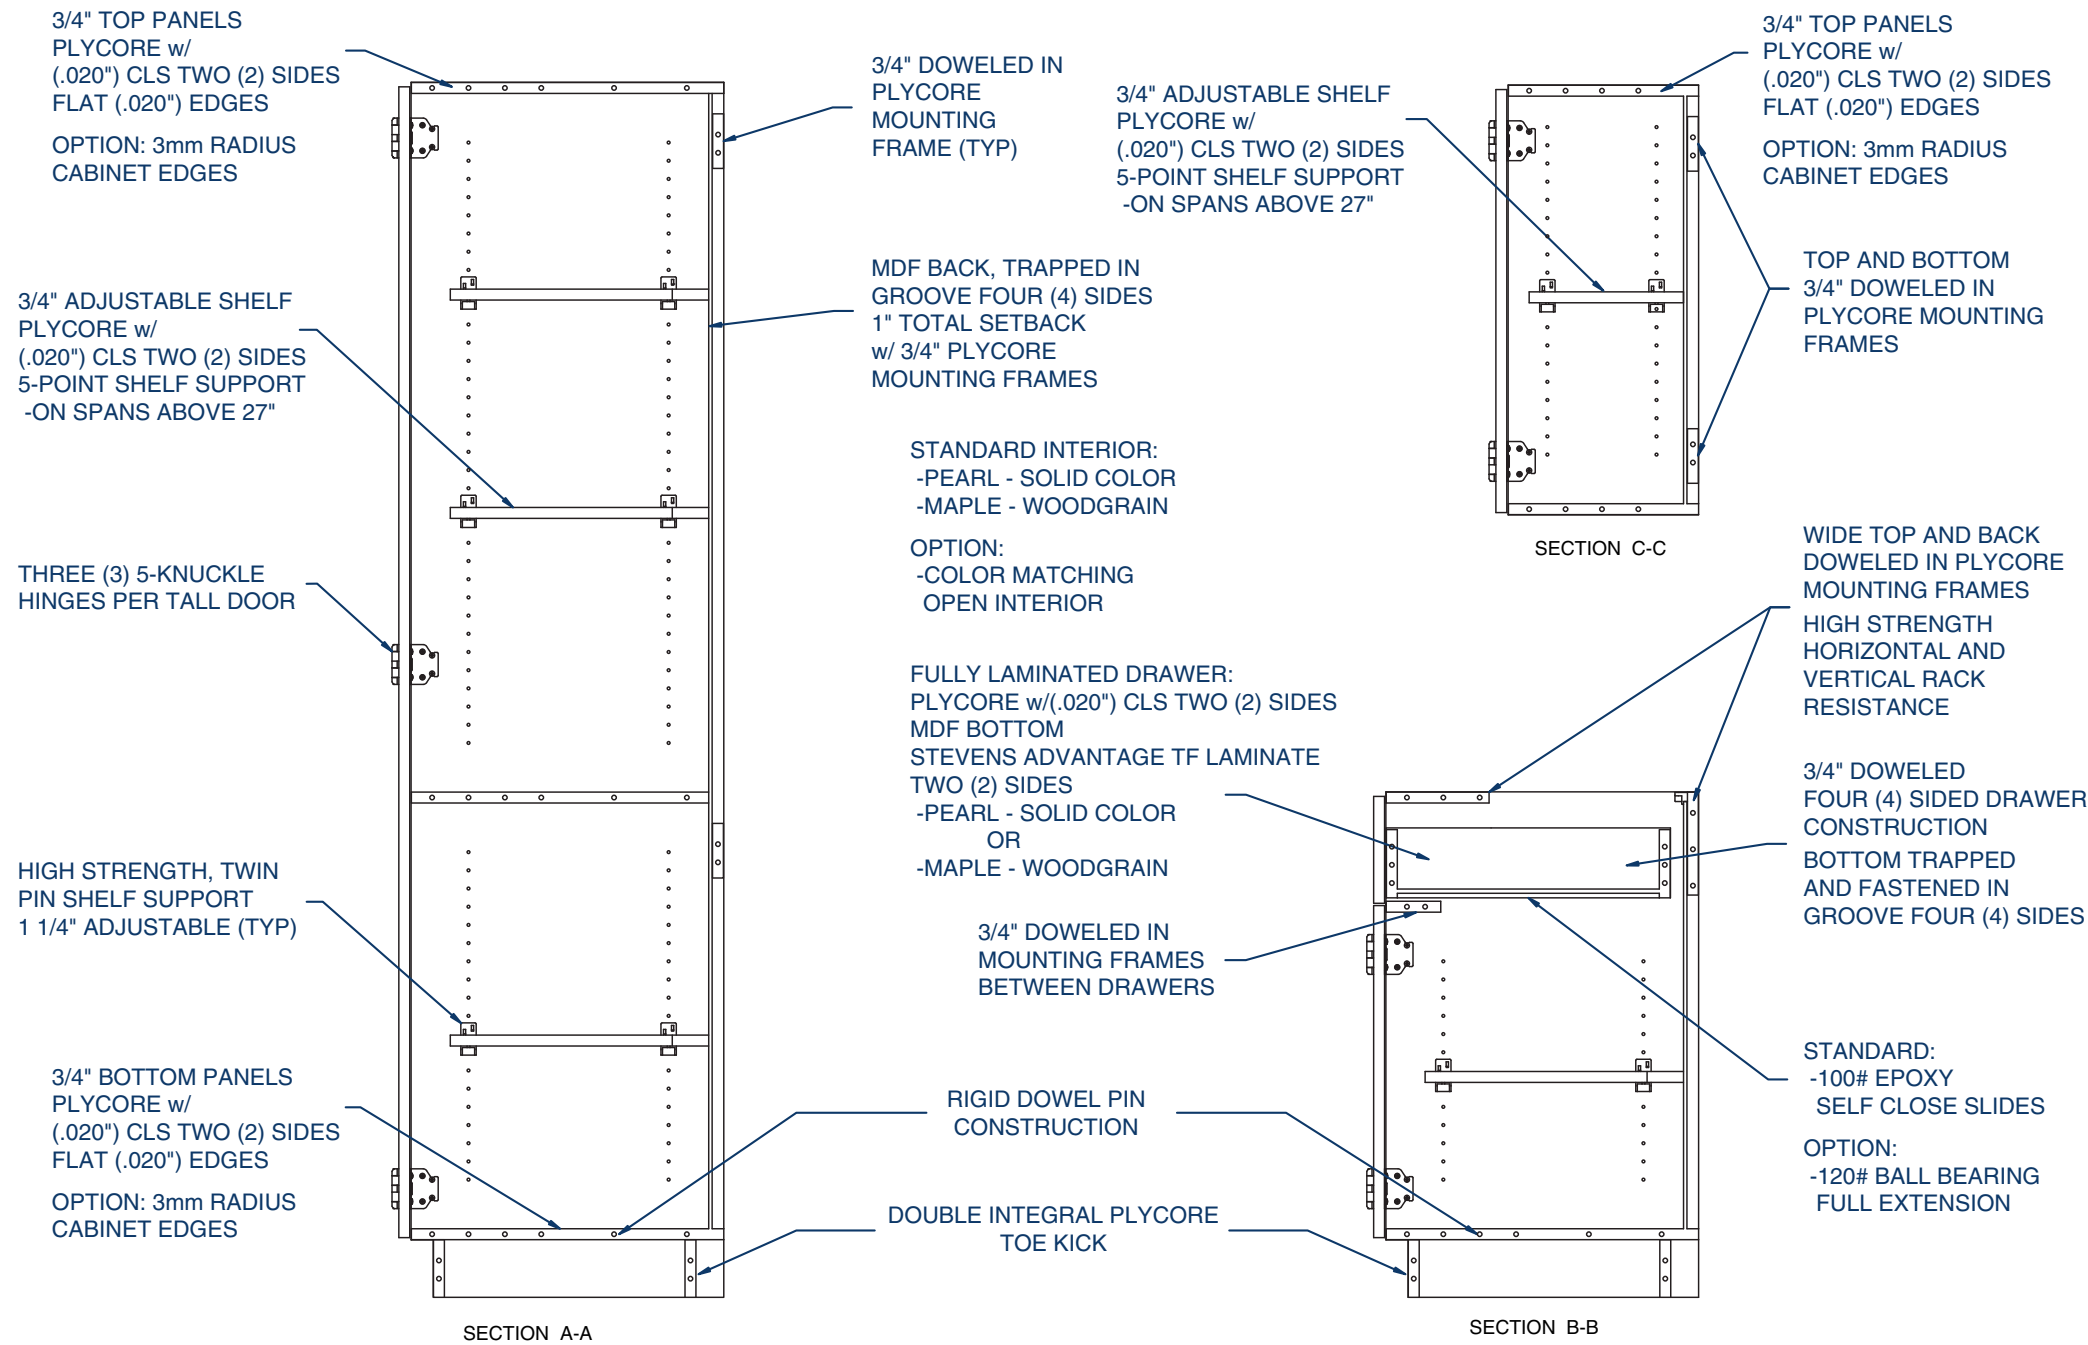 3/4" TOP PANELS
PLYCORE w/
(.020") CLS TWO (2) SIDES
FLAT (.020") EDGES
OPTION: 3mm RADIUS
CABINET EDGES
3/4" ADJUSTABLE SHELF
PLYCORE w/
(.020") CLS TWO (2) SIDES
5-POINT SHELF SUPPORT
-ON SPANS ABOVE 27"
THREE (3) 5-KNUCKLE
HINGES PER TALL DOOR
HIGH STRENGTH, TWIN
PIN SHELF SUPPORT
1 1/4" ADJUSTABLE (TYP)
3/4" BOTTOM PANELS
PLYCORE w/
(.020") CLS TWO (2) SIDES
FLAT (.020") EDGES
OPTION: 3mm RADIUS
CABINET EDGES
SECTION A-A
3/4" DOWELED IN
PLYCORE
MOUNTING
FRAME (TYP)
MDF BACK, TRAPPED IN
GROOVE FOUR (4) SIDES
1" TOTAL SETBACK
w/ 3/4" PLYCORE
MOUNTING FRAMES
STANDARD INTERIOR:
-PEARL - SOLID COLOR
-MAPLE - WOODGRAIN
OPTION:
-COLOR MATCHING
OPEN INTERIOR
FULLY LAMINATED DRAWER:
PLYCORE w/(.020") CLS TWO (2) SIDES
MDF BOTTOM
STEVENS ADVANTAGE TF LAMINATE
TWO (2) SIDES
-PEARL - SOLID COLOR
OR
-MAPLE - WOODGRAIN
3/4" DOWELED IN
MOUNTING FRAMES
BETWEEN DRAWERS
RIGID DOWEL PIN
CONSTRUCTION
DOUBLE INTEGRAL PLYCORE
TOE KICK
3/4" ADJUSTABLE SHELF
PLYCORE w/
(.020") CLS TWO (2) SIDES
5-POINT SHELF SUPPORT
-ON SPANS ABOVE 27"
3/4" TOP PANELS
PLYCORE w/
(.020") CLS TWO (2) SIDES
FLAT (.020") EDGES
OPTION: 3mm RADIUS
CABINET EDGES
TOP AND BOTTOM
3/4" DOWELED IN
PLYCORE MOUNTING
FRAMES
SECTION C-C
WIDE TOP AND BACK
DOWELED IN PLYCORE
MOUNTING FRAMES
HIGH STRENGTH
HORIZONTAL AND
VERTICAL RACK
RESISTANCE
3/4" DOWELED
FOUR (4) SIDED DRAWER
CONSTRUCTION
BOTTOM TRAPPED
AND FASTENED IN
GROOVE FOUR (4) SIDES
STANDARD:
-100# EPOXY
SELF CLOSE SLIDES
OPTION:
-120# BALL BEARING
FULL EXTENSION
SECTION B-B